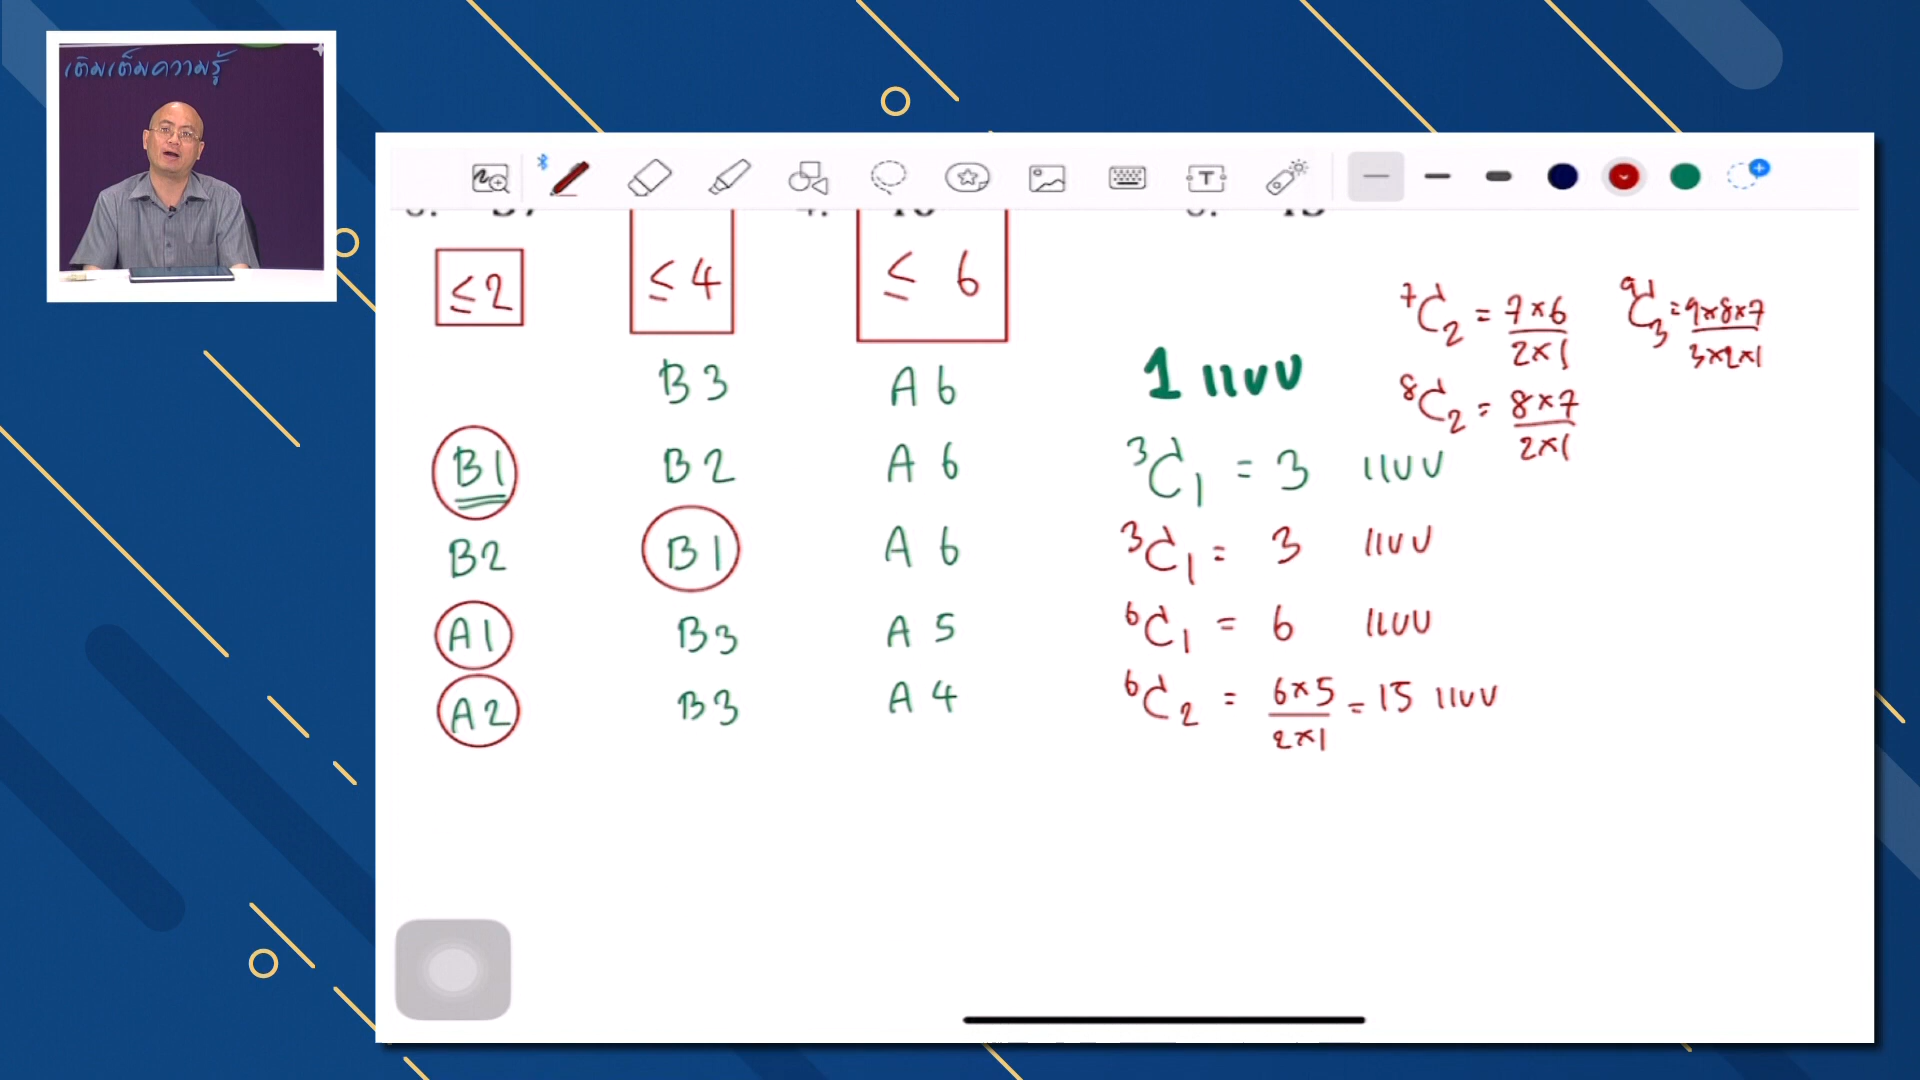 เติมเต็มความรู้
≤2 ≤4 ≤ 6
⁷C₂ = 7×6 / 2×1
⁹C₃ = 9×8×7 / 3×2×1
B3 A6 1 แบบ
⁸C₂ = 8×7 / 2×1
B1 B2 A6 ³C₁ = 3 แบบ
B2 B1 A6 ³C₁ = 3 แบบ
A1 B3 A5 ⁶C₁ = 6 แบบ
A2 B3 A4 ⁶C₂ = 6×5 / 2×1 = 15 แบบ